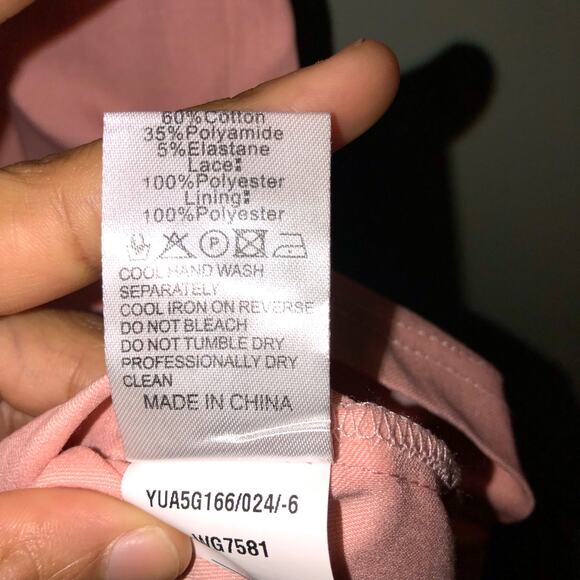 60%Cotton
35%Polyamide
5%Elastane
Lace:
100%Polyester
Lining:
100%Polyester
P
COOL HAND WASH
SEPARATELY
COOL IRON ON REVERSE
DO NOT BLEACH
DO NOT TUMBLE DRY
PROFESSIONALLY DRY
CLEAN
MADE IN CHINA
YUA5G166/024/-6
WG7581